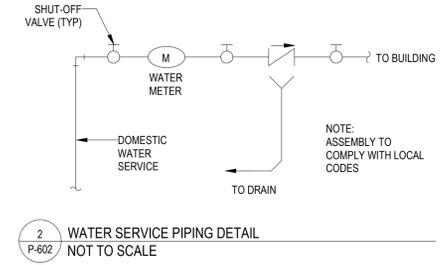 SHUT-OFF
VALVE (TYP)
M
WATER
METER
TO BUILDING
DOMESTIC
WATER
SERVICE
NOTE:
ASSEMBLY TO
COMPLY WITH LOCAL
CODES
TO DRAIN
2
P-602
WATER SERVICE PIPING DETAIL
NOT TO SCALE